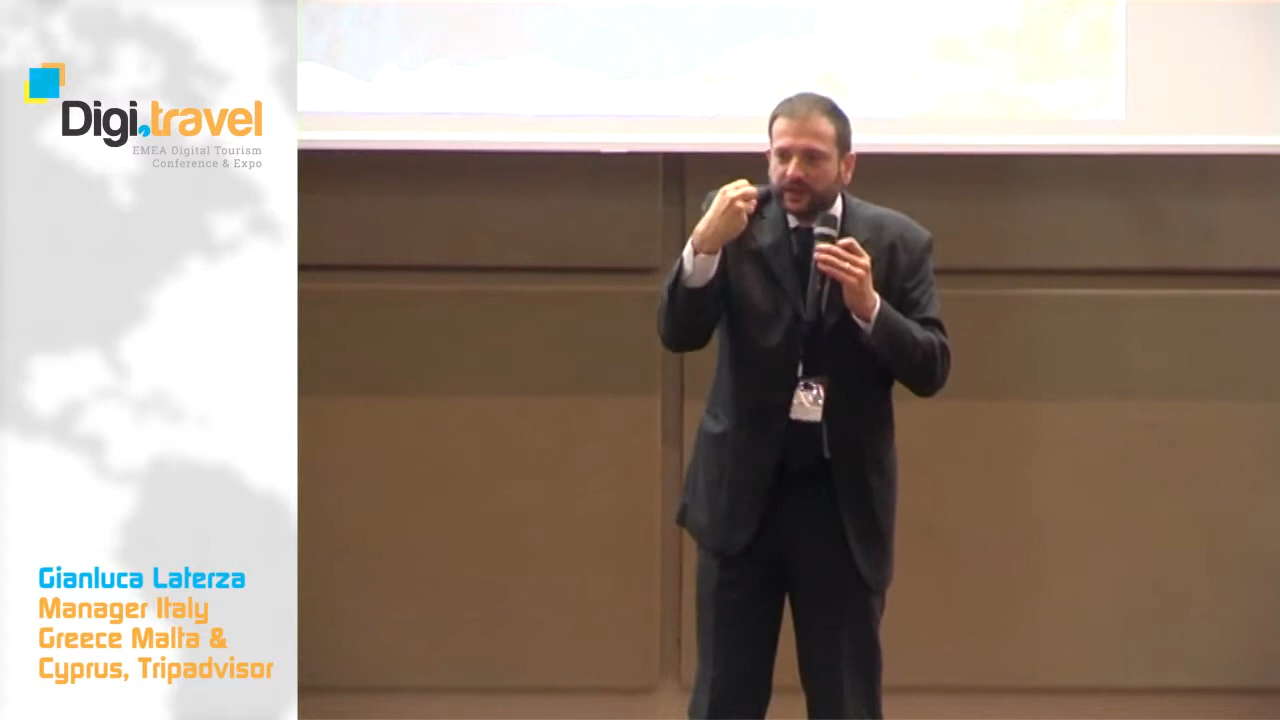 Digi.travel
EMEA Digital Tourism
Conference & Expo
Gianluca Laterza
Manager Italy
Greece Malta &
Cyprus, Tripadvisor